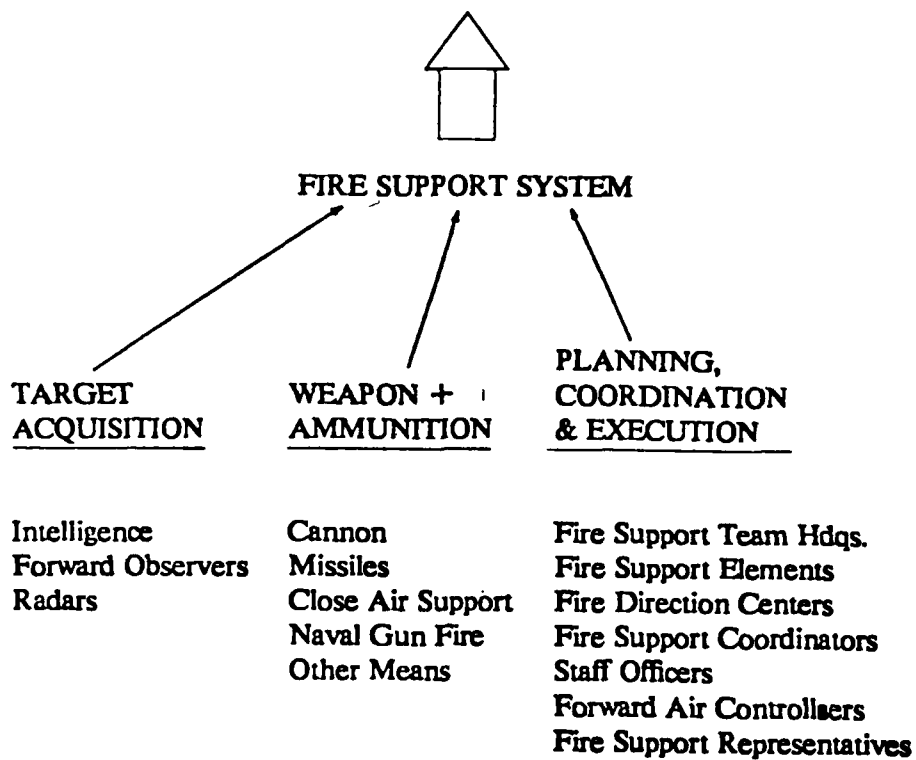 FIRE SUPPORT SYSTEM
TARGET
ACQUISITION
Intelligence
Forward Observers
Radars
WEAPON +
AMMUNITION
Cannon
Missiles
Close Air Support
Naval Gun Fire
Other Means
PLANNING,
COORDINATION
& EXECUTION
Fire Support Team Hdqs.
Fire Support Elements
Fire Direction Centers
Fire Support Coordinators
Staff Officers
Forward Air Controllsers
Fire Support Representatives